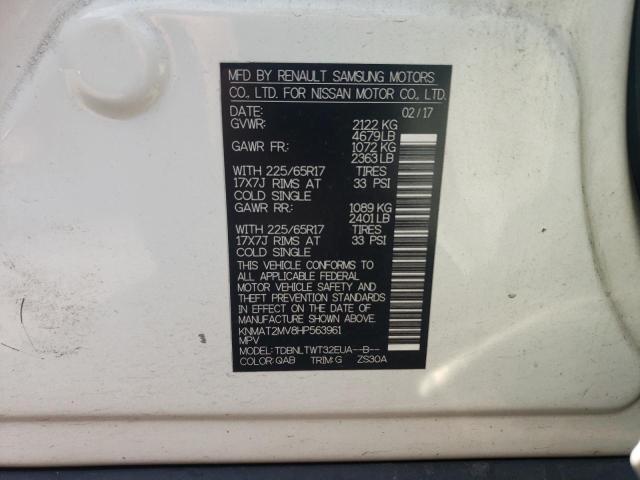 MFD BY RENAULT SAMSUNG MOTORS
CO., LTD. FOR NISSAN MOTOR CO., LTD.
DATE: 02/17
GVWR: 2122 KG
4679 LB
GAWR FR: 1072 KG
2363 LB
WITH 225/65R17 TIRES
17X7J RIMS AT 33 PSI
COLD SINGLE
GAWR RR: 1089 KG
2401 LB
WITH 225/65R17 TIRES
17X7J RIMS AT 33 PSI
COLD SINGLE
THIS VEHICLE CONFORMS TO
ALL APPLICABLE FEDERAL
MOTOR VEHICLE SAFETY AND
THEFT PREVENTION STANDARDS
IN EFFECT ON THE DATE OF
MANUFACTURE SHOWN ABOVE.
KNMAT2MV8HP563961
MPV
MODEL: TDBNLTWT32EUA--B--
COLOR: QAB TRIM: G ZS30A